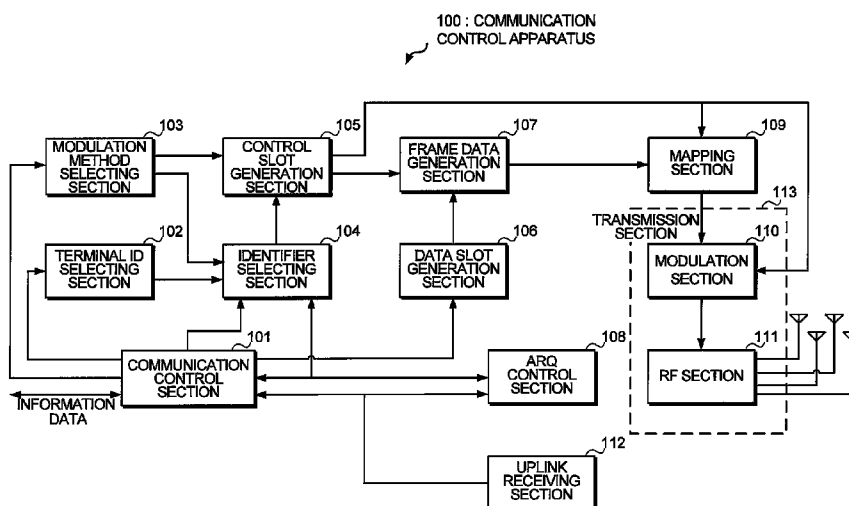 100 : COMMUNICATION
CONTROL APPARATUS
103
MODULATION
METHOD
SELECTING
SECTION
105
CONTROL
SLOT
GENERATION
SECTION
107
FRAME DATA
GENERATION
SECTION
109
MAPPING
SECTION
113
TRANSMISSION
SECTION
102
TERMINAL ID
SELECTING
SECTION
104
IDENTIFIER
SELECTING
SECTION
106
DATA SLOT
GENERATION
SECTION
110
MODULATION
SECTION
101
COMMUNICATION
CONTROL
SECTION
108
ARQ
CONTROL
SECTION
111
RF SECTION
INFORMATION
DATA
112
UPLINK
RECEIVING
SECTION